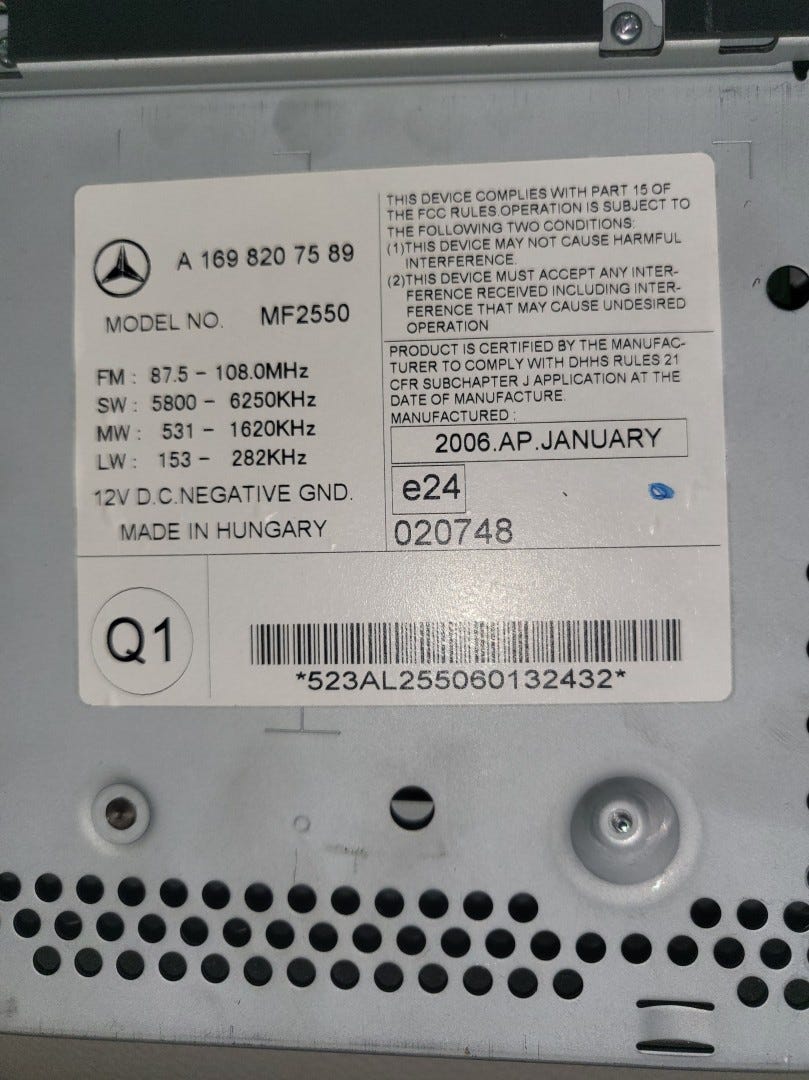 A 169 820 7589
MODEL NO. MF2550
FM : 87.5 - 108.0MHz
SW : 5800 - 6250KHz
MW : 531 - 1620KHz
LW : 153 - 282KHz
12V D.C.NEGATIVE GND.
MADE IN HUNGARY
THIS DEVICE COMPLIES WITH PART 15 OF
THE FCC RULES.OPERATION IS SUBJECT TO
THE FOLLOWING TWO CONDITIONS:
(1)THIS DEVICE MAY NOT CAUSE HARMFUL
INTERFERENCE.
(2)THIS DEVICE MUST ACCEPT ANY INTER-
FERENCE RECEIVED INCLUDING INTER-
FERENCE THAT MAY CAUSE UNDESIRED
OPERATION
PRODUCT IS CERTIFIED BY THE MANUFAC-
TURER TO COMPLY WITH DHHS RULES 21
CFR SUBCHAPTER J APPLICATION AT THE
DATE OF MANUFACTURE.
MANUFACTURED :
2006.AP.JANUARY
e24
020748
Q1
*523AL255060132432*